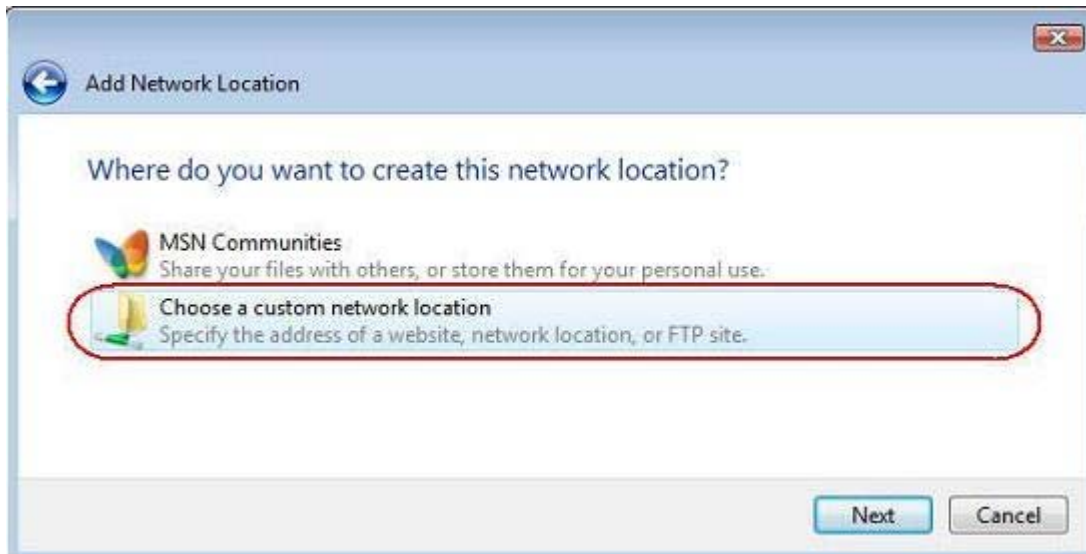 Add Network Location
Where do you want to create this network location?
MSN Communities
Share your files with others, or store them for your personal use.
Choose a custom network location
Specify the address of a website, network location, or FTP site.
Next Cancel